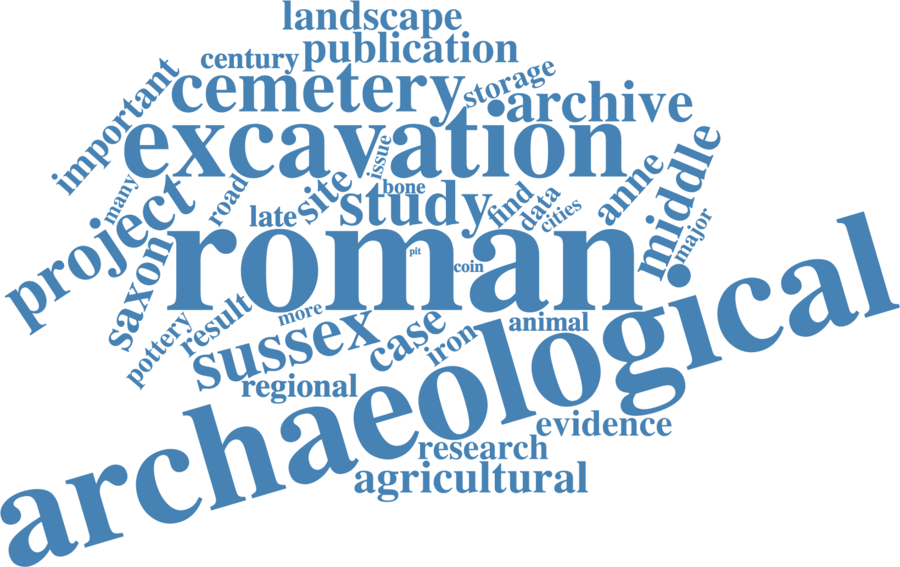 landscape
century
publication
important
cemetery
storage
archive
excavation
issue
many
road
site
bone
study
find
data
cities
anne
middle
major
project
late
saxon
roman
pit
coin
archaeological
pottery
result
more
sussex
case
iron
animal
regional
evidence
research
agricultural